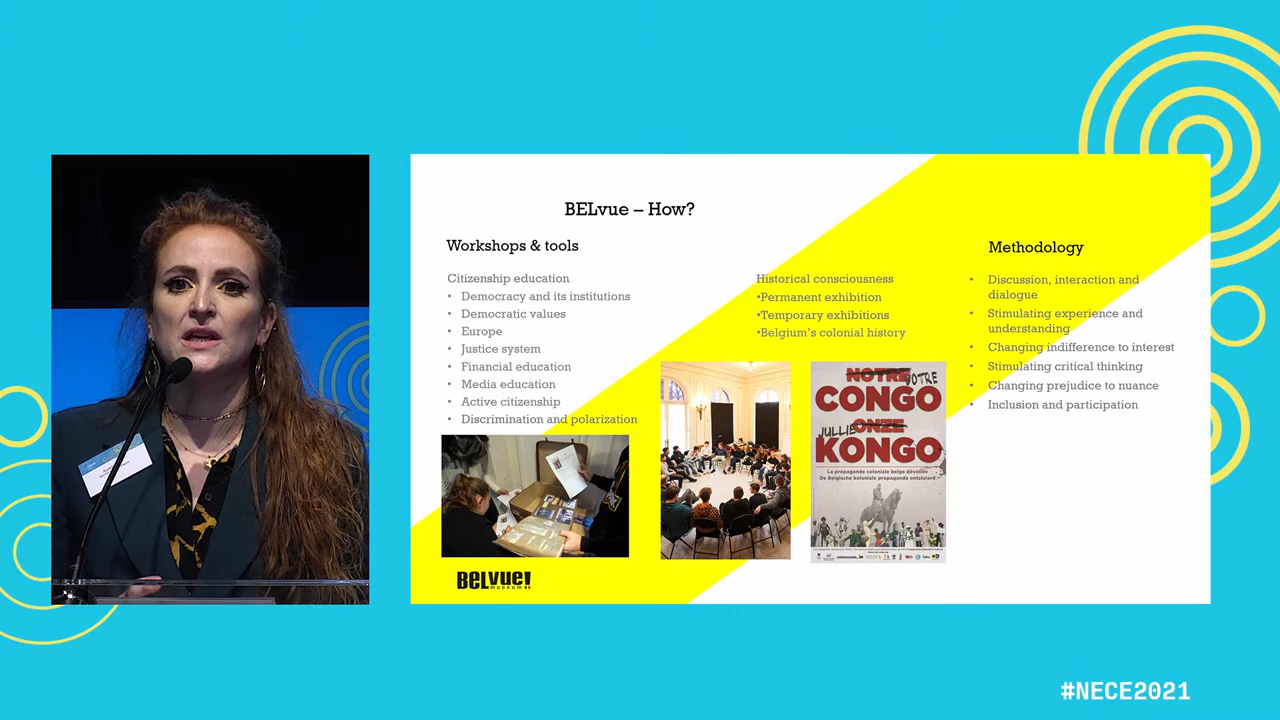 BELvue – How?
Workshops & tools
Citizenship education
• Democracy and its institutions
• Democratic values
• Europe
• Justice system
• Financial education
• Media education
• Active citizenship
• Discrimination and polarization
Historical consciousness
•Permanent exhibition
•Temporary exhibitions
•Belgium's colonial history
Methodology
• Discussion, interaction and
dialogue
• Stimulating experience and
understanding
• Changing indifference to interest
• Stimulating critical thinking
• Changing prejudice to nuance
• Inclusion and participation
NOTRE VOTRE
CONGO
JULLIE ONZE
KONGO
La propagande coloniale belge dévoilée
De Belgische koloniale propaganda ontsluierd
BELVUE!
museum
#NECE2021